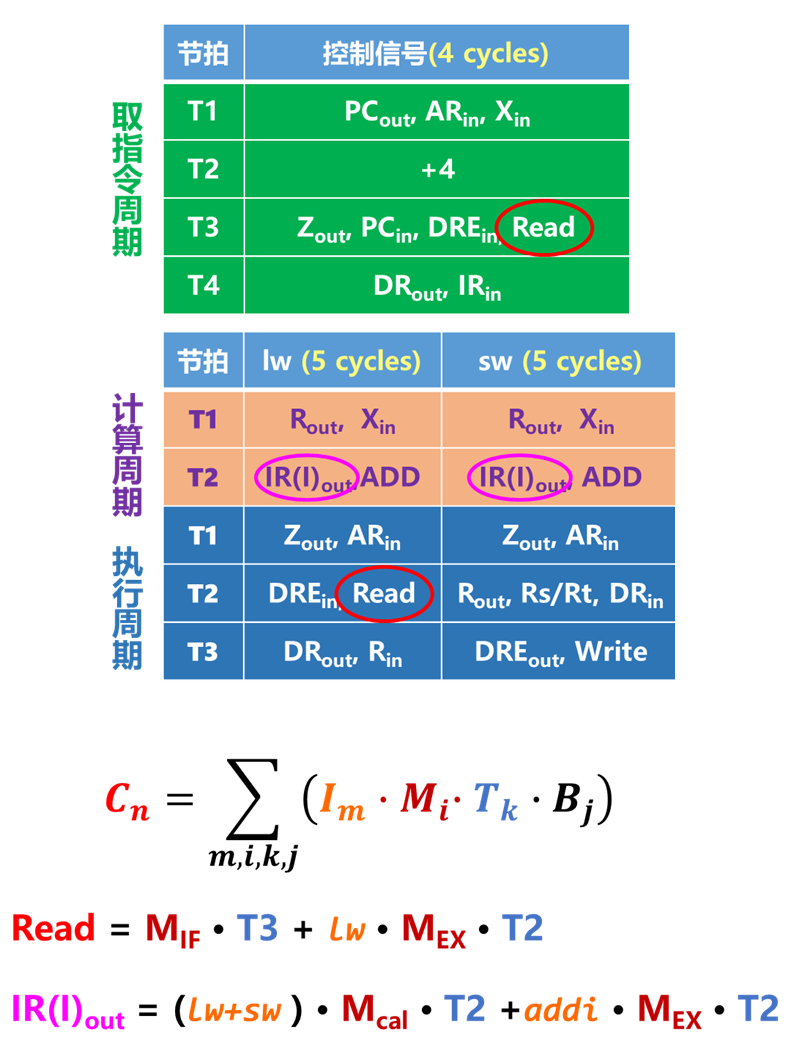 节拍 控制信号(4 cycles)
取指令周期
T1 PCout, ARin, Xin
T2 +4
T3 Zout, PCin, DREin, Read
T4 DRout, IRin
节拍 lw (5 cycles) sw (5 cycles)
计算周期
T1 Rout, Xin Rout, Xin
T2 IR(I)out,ADD IR(I)out, ADD
执行周期
T1 Zout, ARin Zout, ARin
T2 DREin, Read Rout, Rs/Rt, DRin
T3 DRout, Rin DREout, Write
Cn = ∑m,i,k,j (Im · Mi · Tk · Bj)
Read = MIF • T3 + lw • MEX • T2
IR(I)out = (lw+sw ) • Mcal • T2 +addi • MEX • T2